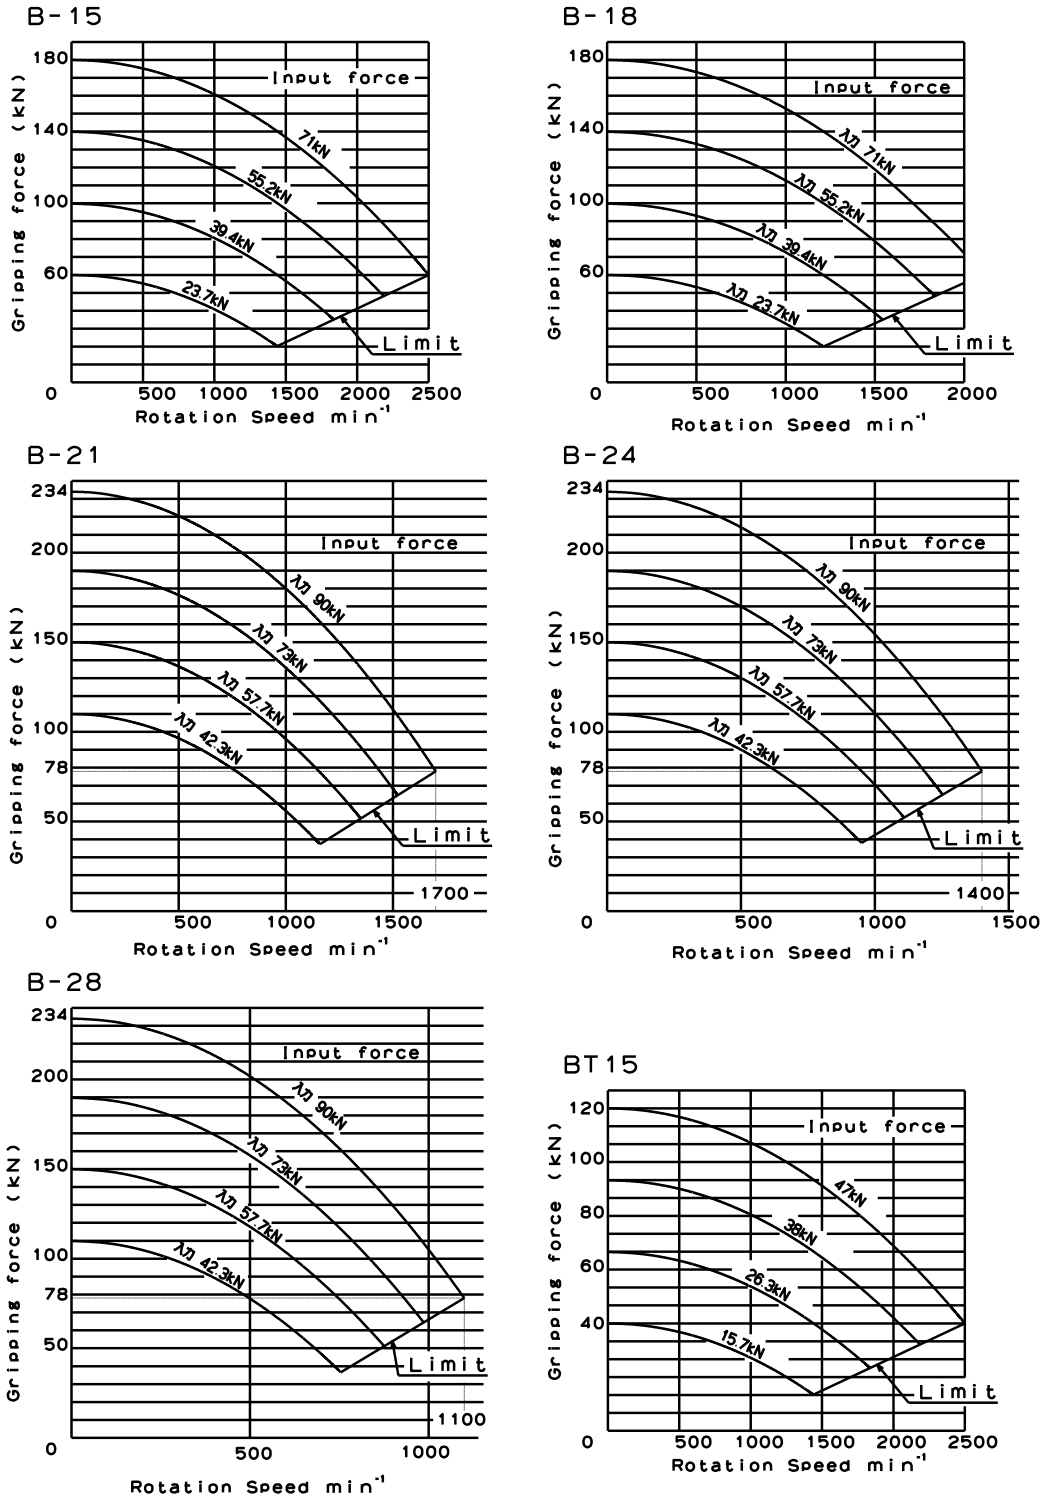 B-15
Gripping force (kN)
180
140
100
60
0
Input force
71kN
55.2kN
39.4kN
23.7kN
Limit
500 1000 1500 2000 2500
Rotation Speed min-1
B-18
Gripping force (kN)
180
140
100
60
0
Input force
入力 71kN
入力 55.2kN
入力 39.4kN
入力 23.7kN
Limit
500 1000 1500 2000
Rotation Speed min-1
B-21
Gripping force (kN)
234
200
150
100
78
50
0
Input force
入力 90kN
入力 73kN
入力 57.7kN
入力 42.3kN
Limit
1700
500 1000 1500
Rotation Speed min-1
B-24
Gripping force (kN)
234
200
150
100
78
50
0
Input force
入力 90kN
入力 73kN
入力 57.7kN
入力 42.3kN
Limit
1400
500 1000 1500
Rotation Speed min-1
B-28
Gripping force (kN)
234
200
150
100
78
50
0
Input force
入力 90kN
入力 73kN
入力 57.7kN
入力 42.3kN
Limit
1100
500 1000
Rotation Speed min-1
BT15
Gripping force (kN)
120
100
80
60
40
0
Input force
47kN
38kN
26.3kN
15.7kN
Limit
500 1000 1500 2000 2500
Rotation Speed min-1